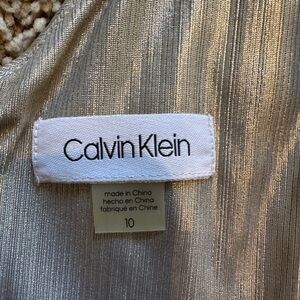 Calvin Klein
made in China
hecho en China
fabriqué en Chine
10